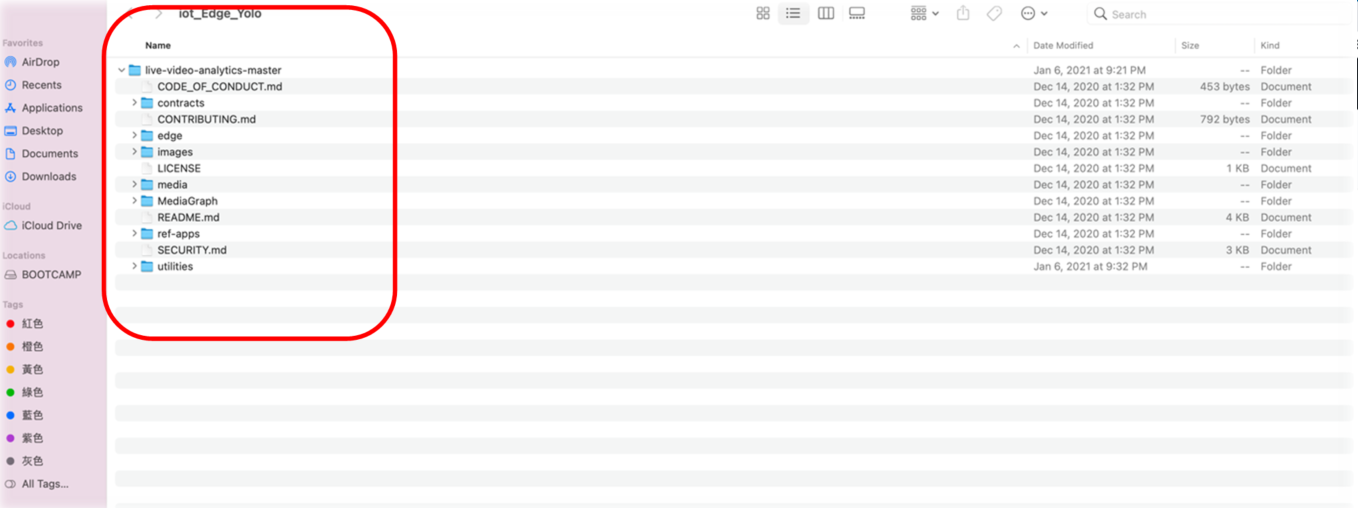 iot_Edge_Yolo
Search
Favorites
AirDrop
Recents
Applications
Desktop
Documents
Downloads
iCloud
iCloud Drive
Locations
BOOTCAMP
Tags
紅色
橙色
黃色
綠色
藍色
紫色
灰色
All Tags...
Name Date Modified Size Kind
live-video-analytics-master Jan 6, 2021 at 9:21 PM -- Folder
CODE_OF_CONDUCT.md Dec 14, 2020 at 1:32 PM 453 bytes Document
contracts Dec 14, 2020 at 1:32 PM -- Folder
CONTRIBUTING.md Dec 14, 2020 at 1:32 PM 792 bytes Document
edge Dec 14, 2020 at 1:32 PM -- Folder
images Dec 14, 2020 at 1:32 PM -- Folder
LICENSE Dec 14, 2020 at 1:32 PM 1 KB Document
media Dec 14, 2020 at 1:32 PM -- Folder
MediaGraph Dec 14, 2020 at 1:32 PM -- Folder
README.md Dec 14, 2020 at 1:32 PM 4 KB Document
ref-apps Dec 14, 2020 at 1:32 PM -- Folder
SECURITY.md Dec 14, 2020 at 1:32 PM 3 KB Document
utilities Jan 6, 2021 at 9:32 PM -- Folder